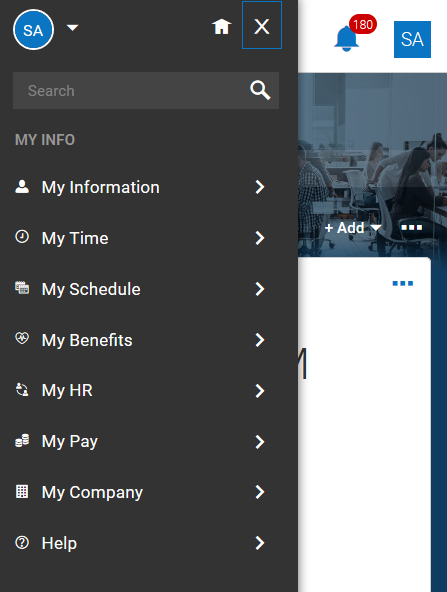 SA
X
180
SA
Search
MY INFO
My Information
My Time
+ Add
My Schedule
My Benefits
M
My HR
My Pay
My Company
Help